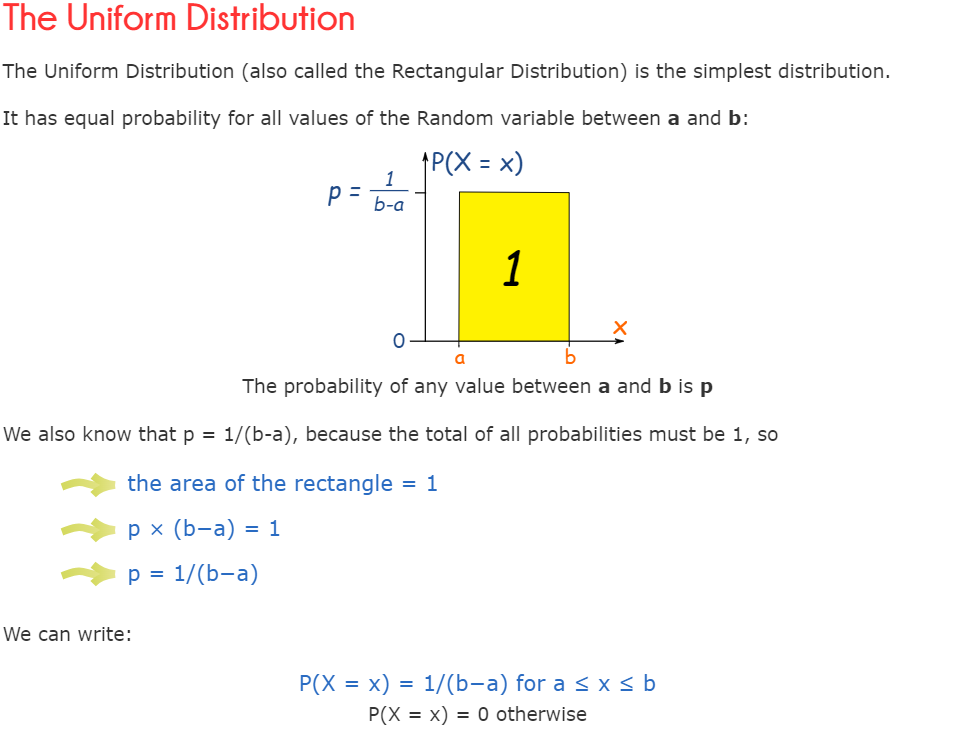 The Uniform Distribution
The Uniform Distribution (also called the Rectangular Distribution) is the simplest distribution.
It has equal probability for all values of the Random variable between a and b:
P(X = x)
p = 1
b-a
1
0
x
a b
The probability of any value between a and b is p
We also know that p = 1/(b-a), because the total of all probabilities must be 1, so
the area of the rectangle = 1
p × (b−a) = 1
p = 1/(b−a)
We can write:
P(X = x) = 1/(b−a) for a ≤ x ≤ b
P(X = x) = 0 otherwise